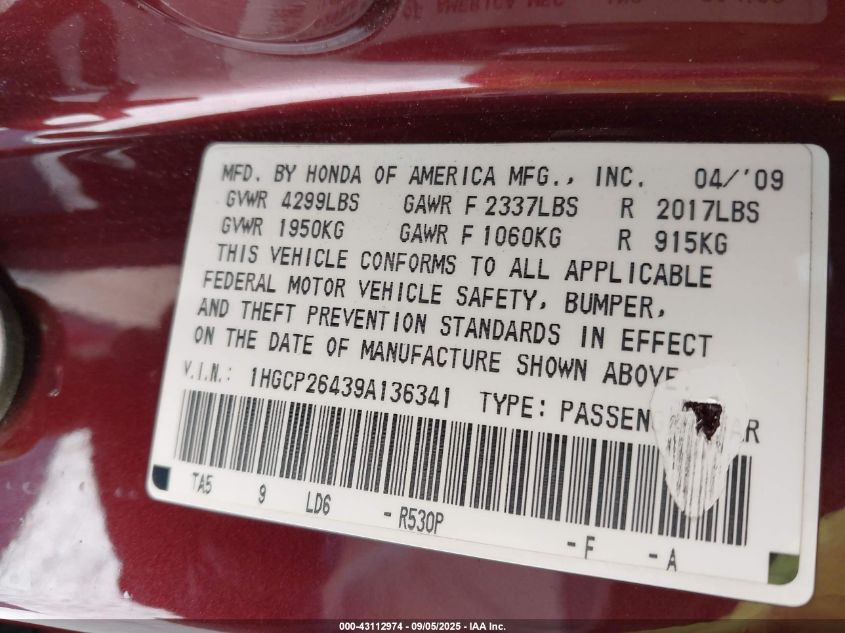 MFD. BY HONDA OF AMERICA MFG., INC. 04/'09
GVWR 4299LBS GAWR F 2337LBS R 2017LBS
GVWR 1950KG GAWR F 1060KG R 915KG
THIS VEHICLE CONFORMS TO ALL APPLICABLE
FEDERAL MOTOR VEHICLE SAFETY, BUMPER,
AND THEFT PREVENTION STANDARDS IN EFFECT
ON THE DATE OF MANUFACTURE SHOWN ABOVE
V.I.N.: 1HGCP26439A136341 TYPE: PASSENG AR
TA5 9 LD6 - R530P - F - A
000-43112974 - 09/05/2025 - IAA Inc.